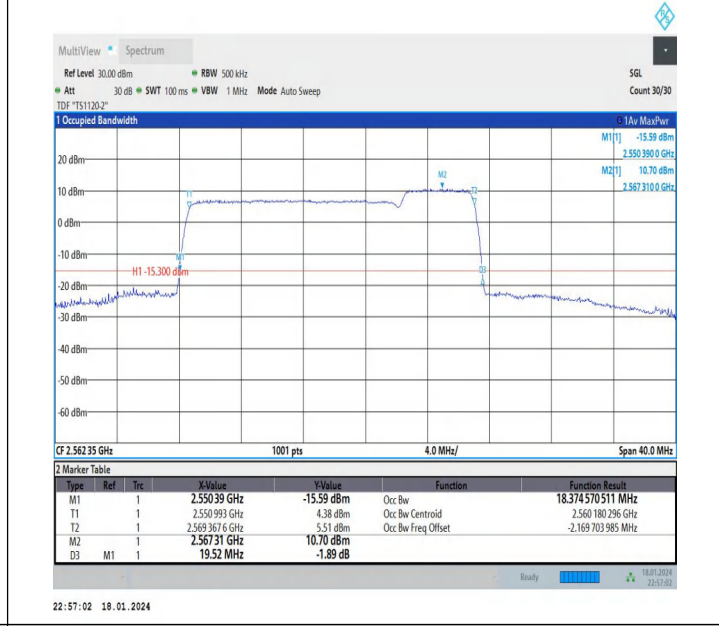 MultiView Spectrum
Ref Level 30.00 dBm RBW 500 kHz SGL
Att 30 dB SWT 100 ms VBW 1 MHz Mode Auto Sweep Count 30/30
TDF "TS1120-2"
1 Occupied Bandwidth 1Av MaxPwr
M1[1] -15.59 dBm
2.550 390 0 GHz
M2[1] 10.70 dBm
2.567 310 0 GHz
20 dBm
M2
10 dBm
T1 T2
0 dBm
-10 dBm
M1
H1 -15.300 dBm D3
-20 dBm
-30 dBm
-40 dBm
-50 dBm
-60 dBm
CF 2.562 35 GHz 1001 pts 4.0 MHz/ Span 40.0 MHz
2 Marker Table
Type Ref Trc X-Value Y-Value Function Function Result
M1 1 2.550 39 GHz -15.59 dBm Occ Bw 18.374 570 511 MHz
T1 1 2.550 993 GHz 4.38 dBm Occ Bw Centroid 2.560 180 296 GHz
T2 1 2.569 367 6 GHz 5.51 dBm Occ Bw Freq Offset -2.169 703 985 MHz
M2 1 2.567 31 GHz 10.70 dBm
D3 M1 1 19.52 MHz -1.89 dB
Ready 18.01.2024
22:57:02
22:57:02 18.01.2024